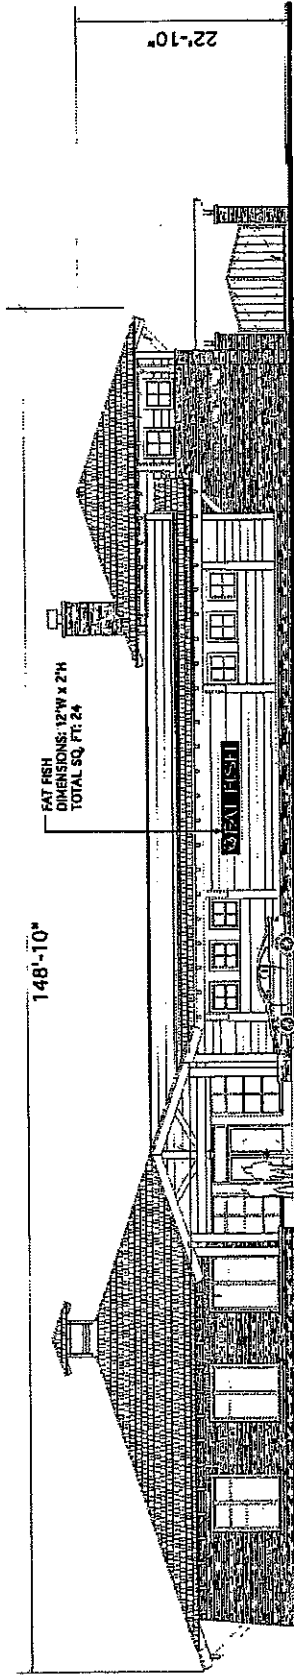 148'-10"
FAT FISH
DIMENSIONS: 12'W x 2'H
TOTAL SQ. FT: 24
FAT FISH
22'-10"